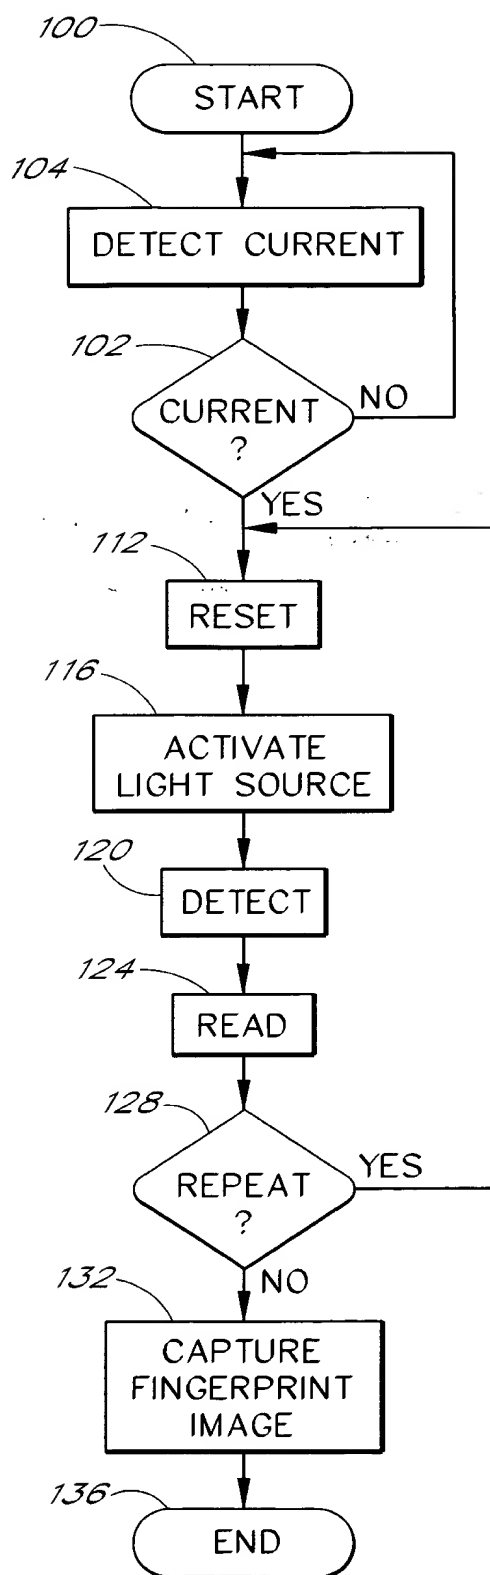 100
START
104
DETECT CURRENT
102
CURRENT
?
NO
YES
112
RESET
116
ACTIVATE
LIGHT SOURCE
120
DETECT
124
READ
128
REPEAT
?
YES
NO
132
CAPTURE
FINGERPRINT
IMAGE
136
END